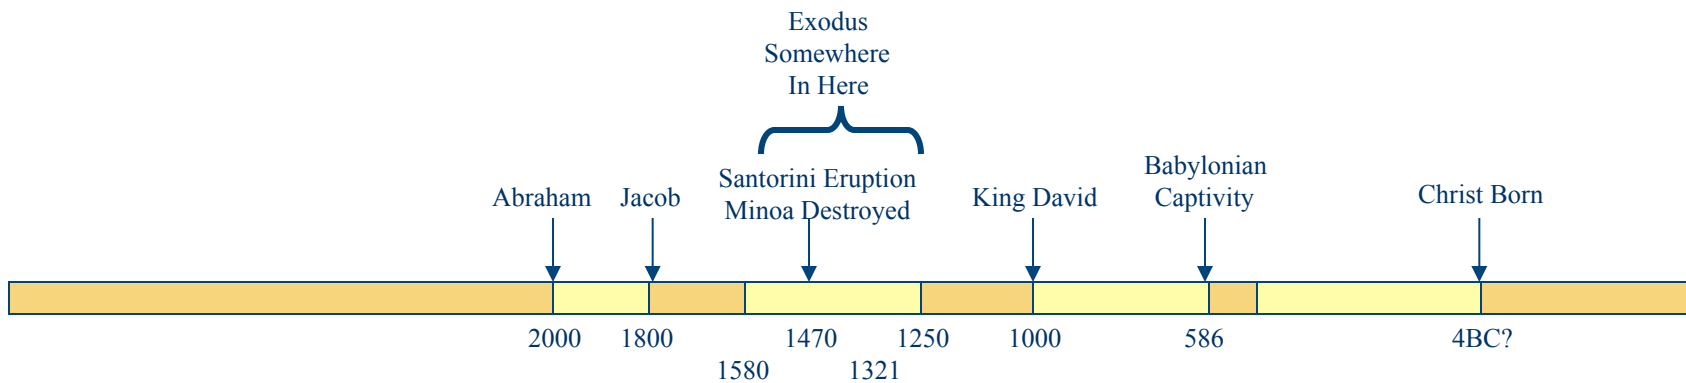 Exodus
Somewhere
In Here
Abraham
Jacob
Santorini Eruption
Minoa Destroyed
King David
Babylonian
Captivity
Christ Born
2000
1800
1580
1470
1321
1250
1000
586
4BC?